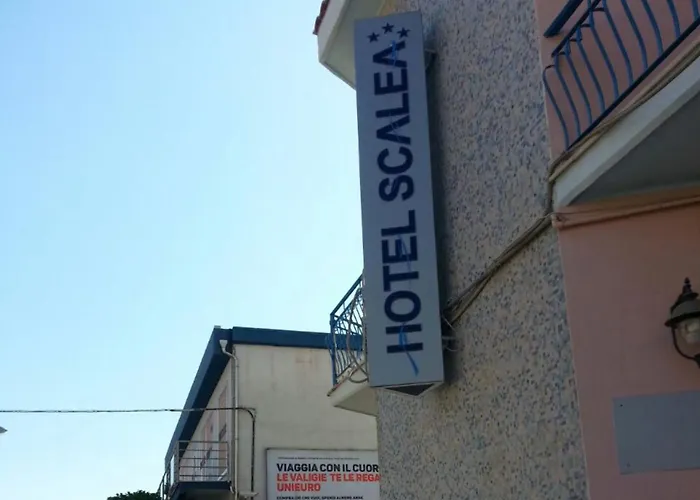 HOTEL SCALEA
VIAGGIA CON IL CUOR
LE VALIGIE TE LE REGA
UNIEURO